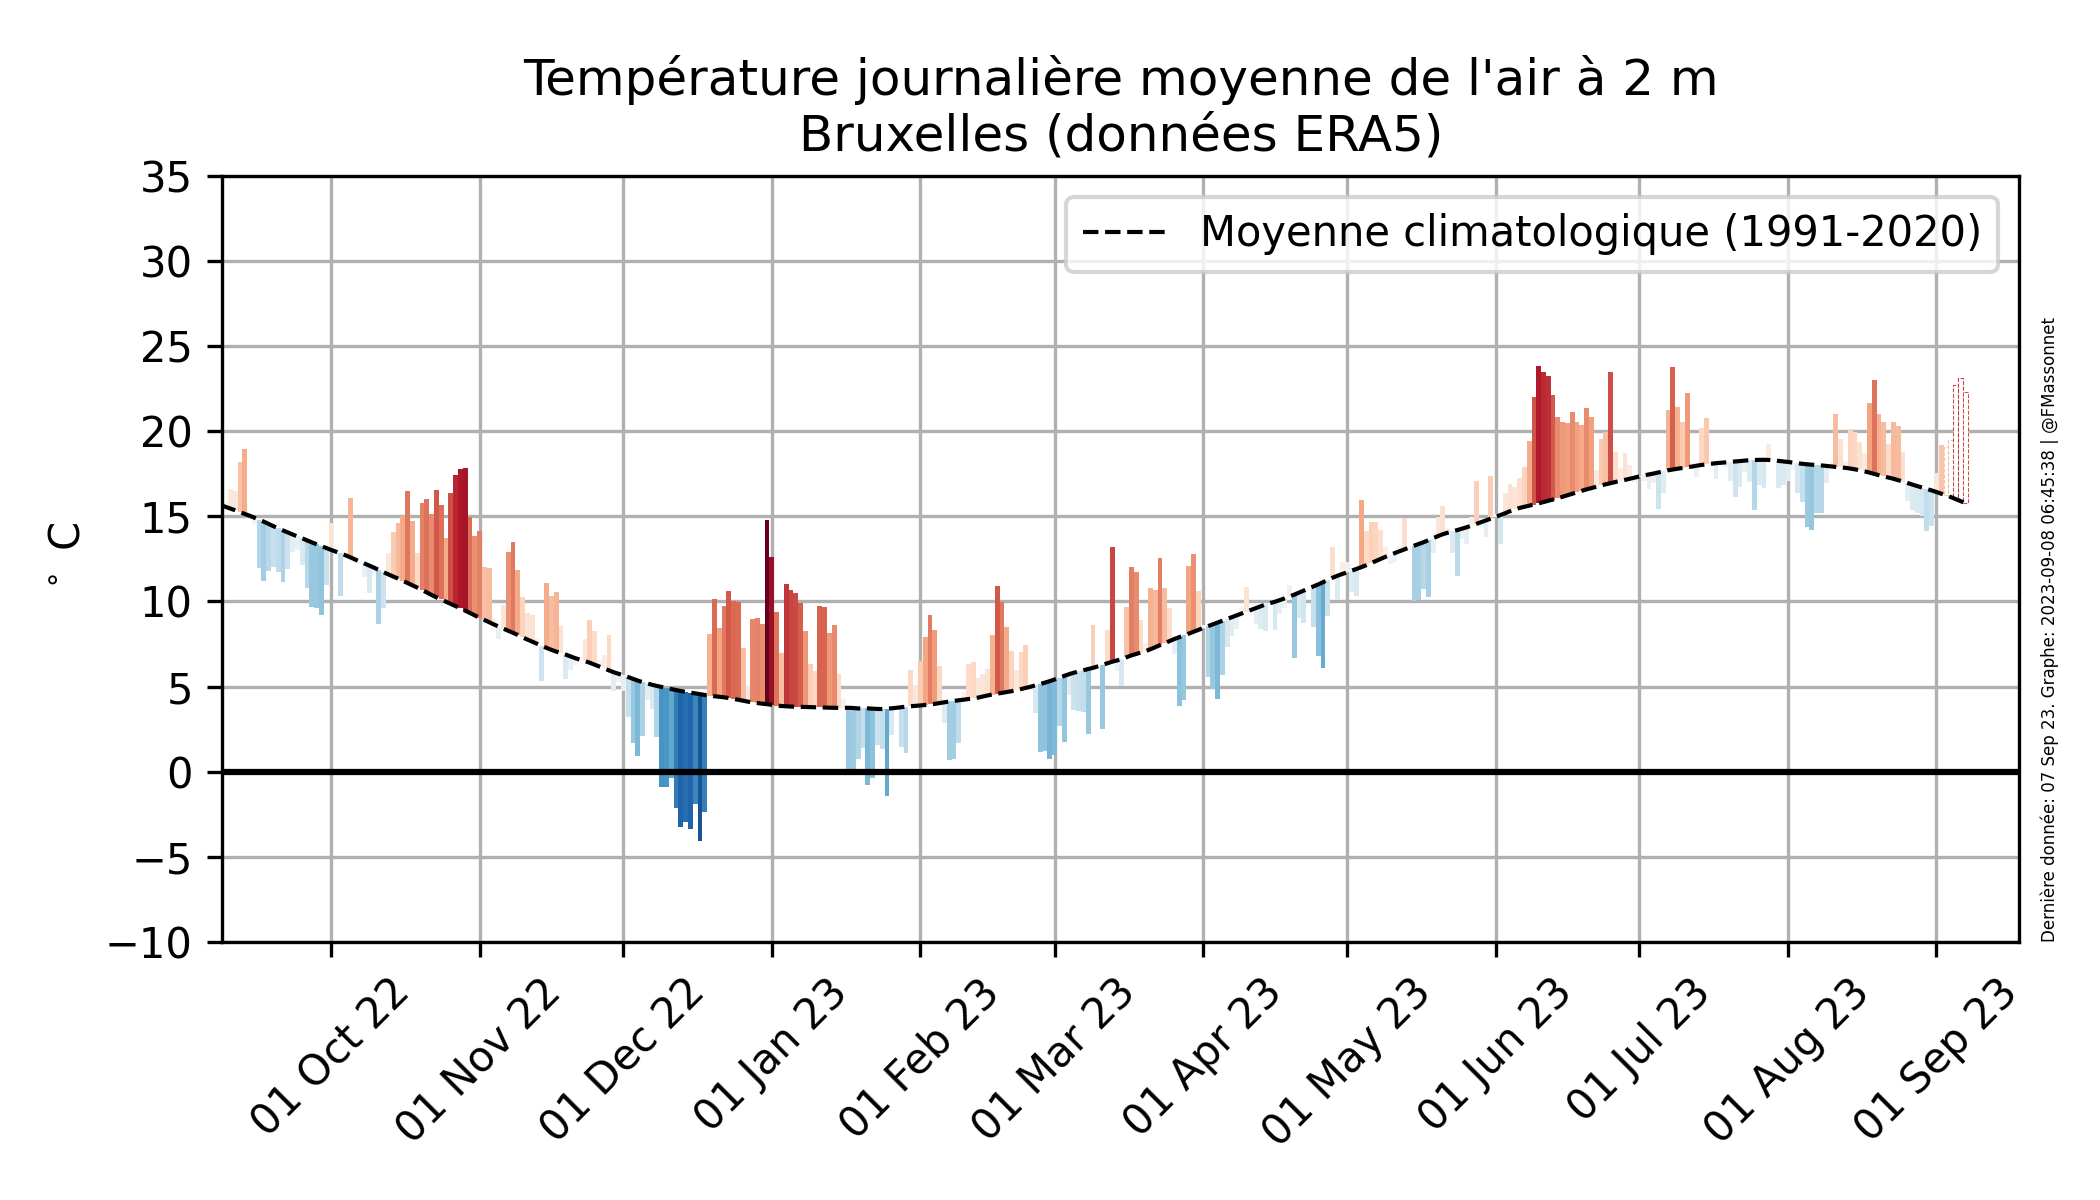 Température journalière moyenne de l'air à 2 m
Bruxelles (données ERA5)
35
30
25
20
15
10
5
0
−5
−10
° C
Moyenne climatologique (1991-2020)
01 Oct 22
01 Nov 22
01 Dec 22
01 Jan 23
01 Feb 23
01 Mar 23
01 Apr 23
01 May 23
01 Jun 23
01 Jul 23
01 Aug 23
01 Sep 23
Dernière donnée: 07 Sep 23. Graphe: 2023-09-08 06:45:38 | @FMassonnet